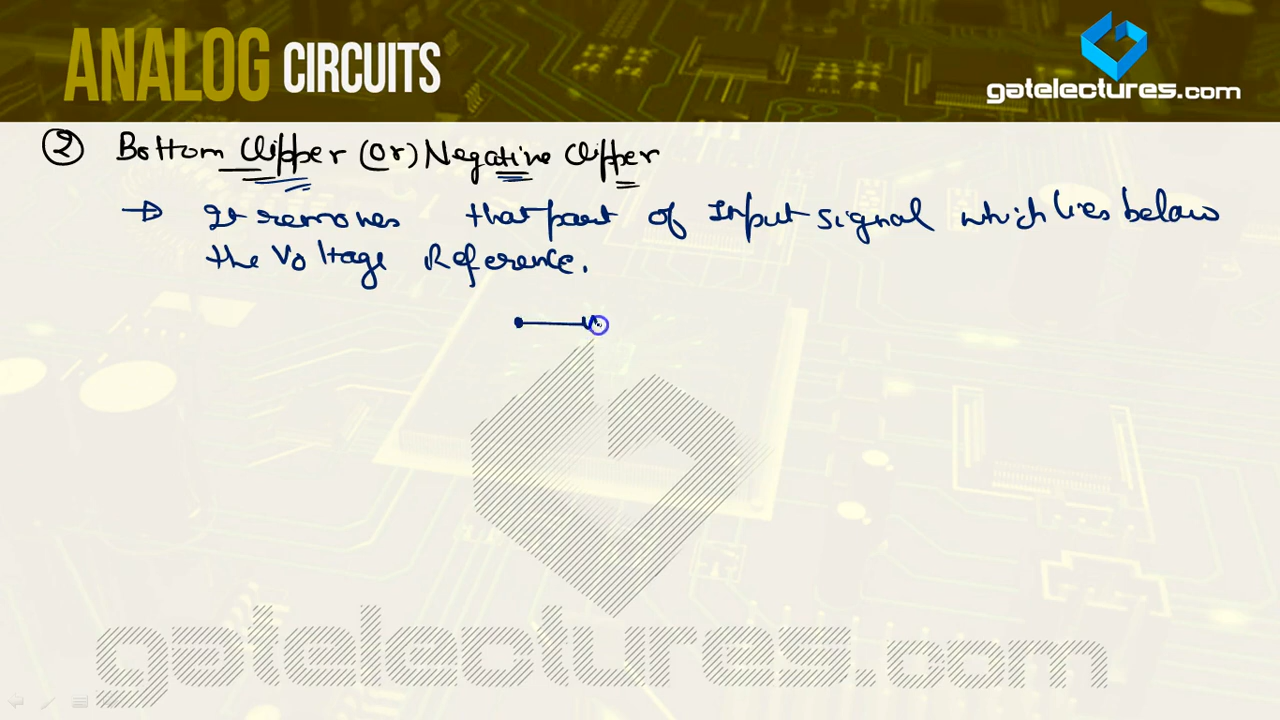 ANALOG CIRCUITS
gatelectures.com
2 Bottom Clipper (Or) Negative Clipper
→ It removes that part of Input signal which lies below
the Voltage Reference.
gatelectures.com